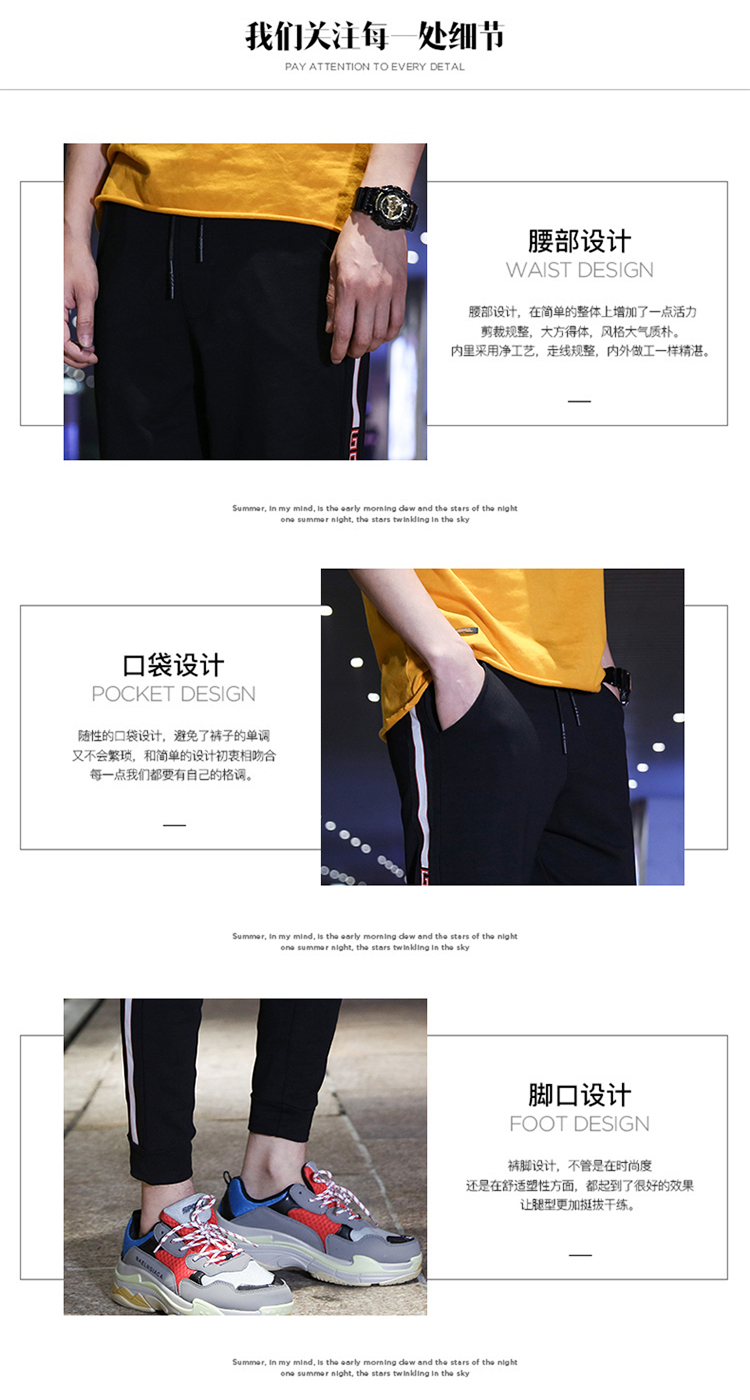 我们关注每一处细节
PAY ATTENTION TO EVERY DETAL
腰部设计
WAIST DESIGN
腰部设计，在简单的整体上增加了一点活力
剪裁规整，大方得体，风格大气质朴。
内里采用净工艺，走线规整，内外做工一样精湛。
Summer, in my mind, is the early morning dew and the stars of the night
one summer night, the stars twinkling in the sky
口袋设计
POCKET DESIGN
随性的口袋设计，避免了裤子的单调
又不会繁琐，和简单的设计初衷相吻合
每一点我们都要有自己的格调。
Summer, in my mind, is the early morning dew and the stars of the night
one summer night, the stars twinkling in the sky
脚口设计
FOOT DESIGN
裤脚设计，不管是在时尚度
还是在舒适塑性方面，都起到了很好的效果
让腿型更加挺拔干练。
Summer, in my mind, is the early morning dew and the stars of the night
one summer night, the stars twinkling in the sky